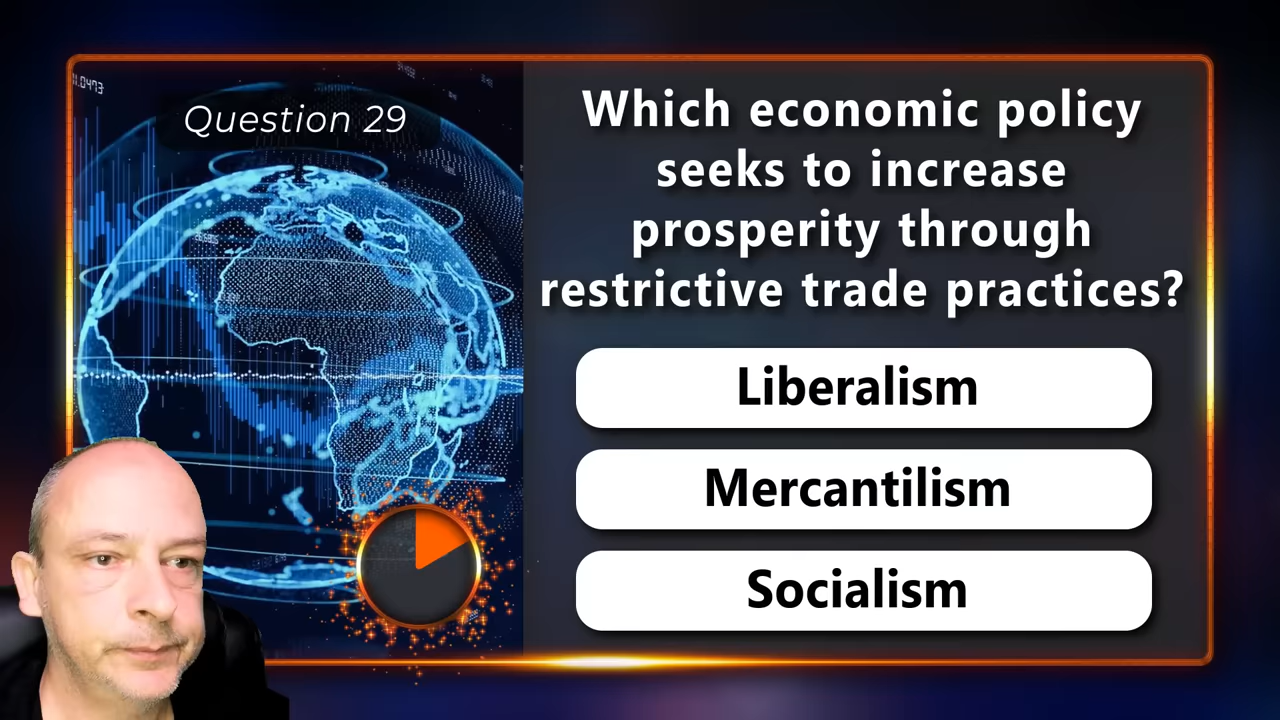 Question 29
Which economic policy
seeks to increase
prosperity through
restrictive trade practices?
Liberalism
Mercantilism
Socialism